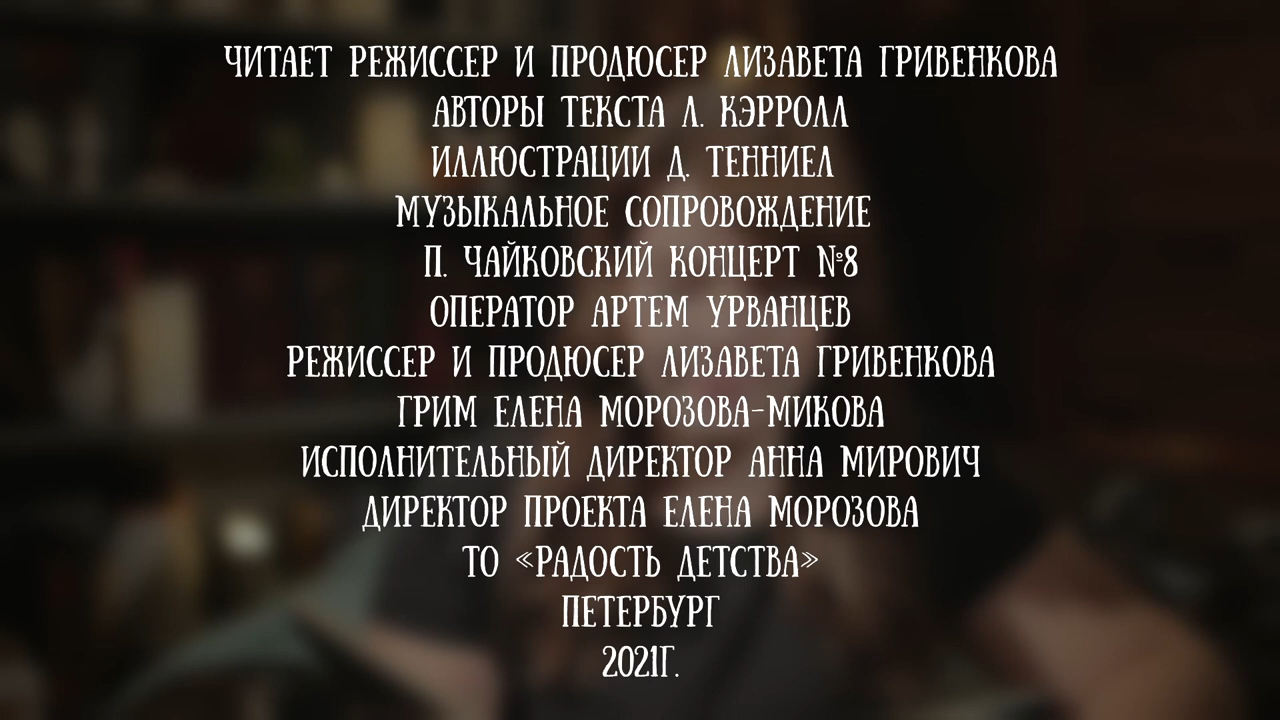 ЧИТАЕТ РЕЖИССЕР И ПРОДЮСЕР ЛИЗАВЕТА ГРИВЕНКОВА
АВТОРЫ ТЕКСТА Л. КЭРРОЛЛ
ИЛЛЮСТРАЦИИ Д. ТЕННИЕЛ
МУЗЫКАЛЬНОЕ СОПРОВОЖДЕНИЕ
П. ЧАЙКОВСКИЙ КОНЦЕРТ №8
ОПЕРАТОР АРТЕМ УРВАНЦЕВ
РЕЖИССЕР И ПРОДЮСЕР ЛИЗАВЕТА ГРИВЕНКОВА
ГРИМ ЕЛЕНА МОРОЗОВА-МИКОВА
ИСПОЛНИТЕЛЬНЫЙ ДИРЕКТОР АННА МИРОВИЧ
ДИРЕКТОР ПРОЕКТА ЕЛЕНА МОРОЗОВА
ТО «РАДОСТЬ ДЕТСТВА»
ПЕТЕРБУРГ
2021Г.